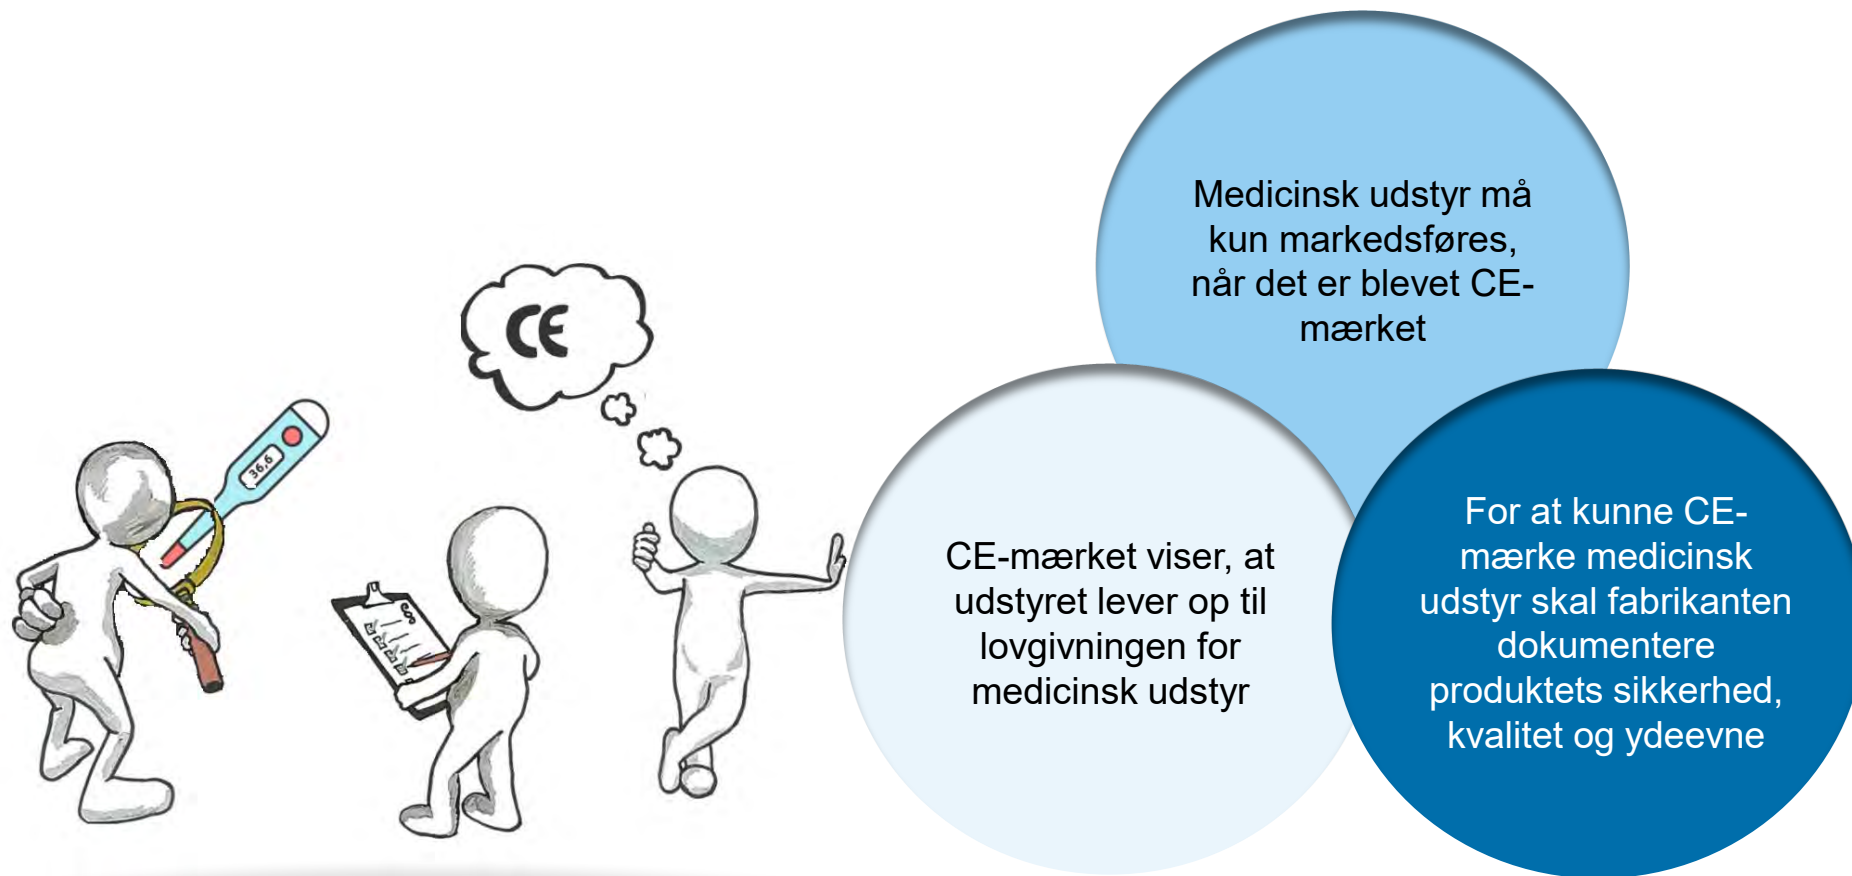 CE
36,6
Medicinsk udstyr må
kun markedsføres,
når det er blevet CE-
mærket
CE-mærket viser, at
udstyret lever op til
lovgivningen for
medicinsk udstyr
For at kunne CE-
mærke medicinsk
udstyr skal fabrikanten
dokumentere
produktets sikkerhed,
kvalitet og ydeevne